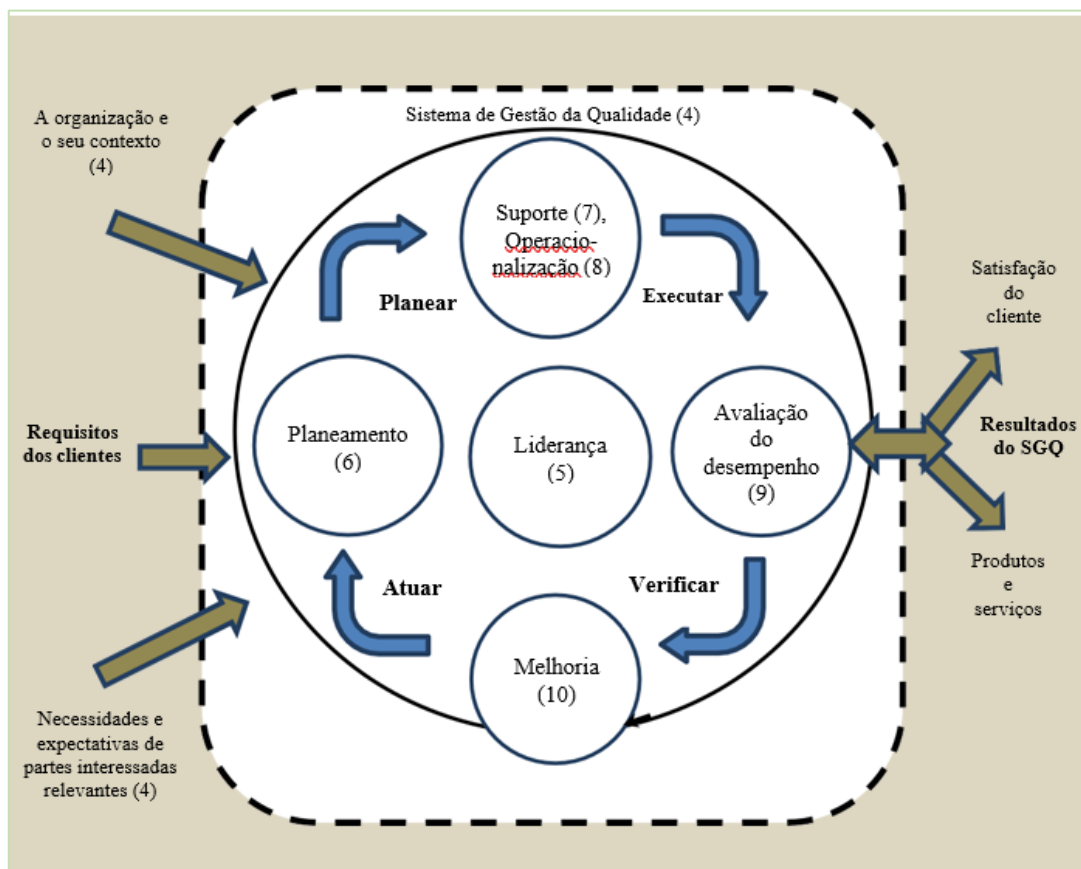 Sistema de Gestão da Qualidade (4)
A organização e
o seu contexto
(4)
Suporte (7),
Operacio-
nalização (8)
Planear
Executar
Satisfação
do
cliente
Requisitos
dos clientes
Planeamento
(6)
Liderança
(5)
Avaliação
do
desempenho
(9)
Resultados
do SGQ
Atuar
Verificar
Produtos
e
serviços
Melhoria
(10)
Necessidades e
expectativas de
partes interessadas
relevantes (4)